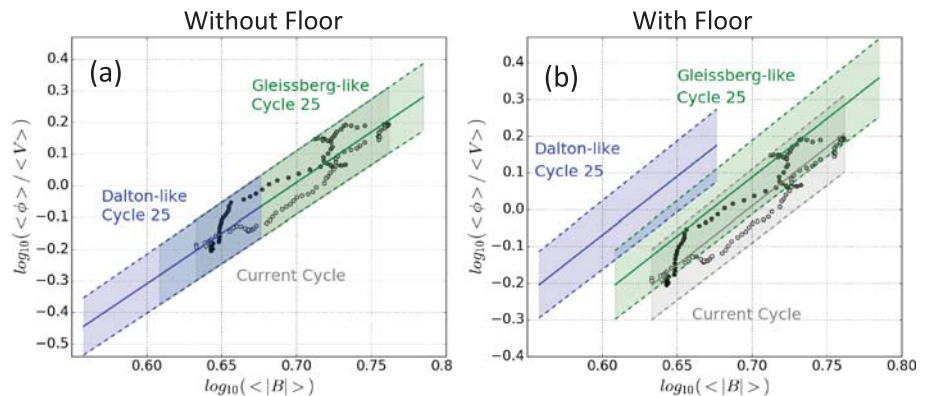 Without Floor
With Floor
(a)
Gleissberg-like
Cycle 25
Dalton-like
Cycle 25
Current Cycle
0.4
0.3
0.2
0.1
0.0
−0.1
−0.2
−0.3
−0.4
−0.5
0.60
0.65
0.70
0.75
0.8
log₁₀(< ϕ > / < V >)
log₁₀(< |B| >)
(b)
Gleissberg-like
Cycle 25
Dalton-like
Cycle 25
Current Cycle
0.4
0.3
0.2
0.1
0.0
−0.1
−0.2
−0.3
−0.4
0.60
0.65
0.70
0.75
0.80
log₁₀(< ϕ > / < V >)
log₁₀(< |B| >)